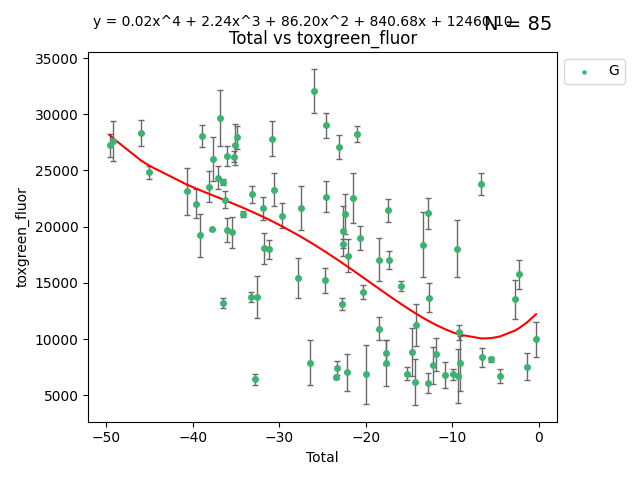 y = 0.02x^4 + 2.24x^3 + 86.20x^2 + 840.68x + 12460.10
N = 85
Total vs toxgreen_fluor
G
toxgreen_fluor
35000
30000
25000
20000
15000
10000
5000
−50 −40 −30 −20 −10 0
Total